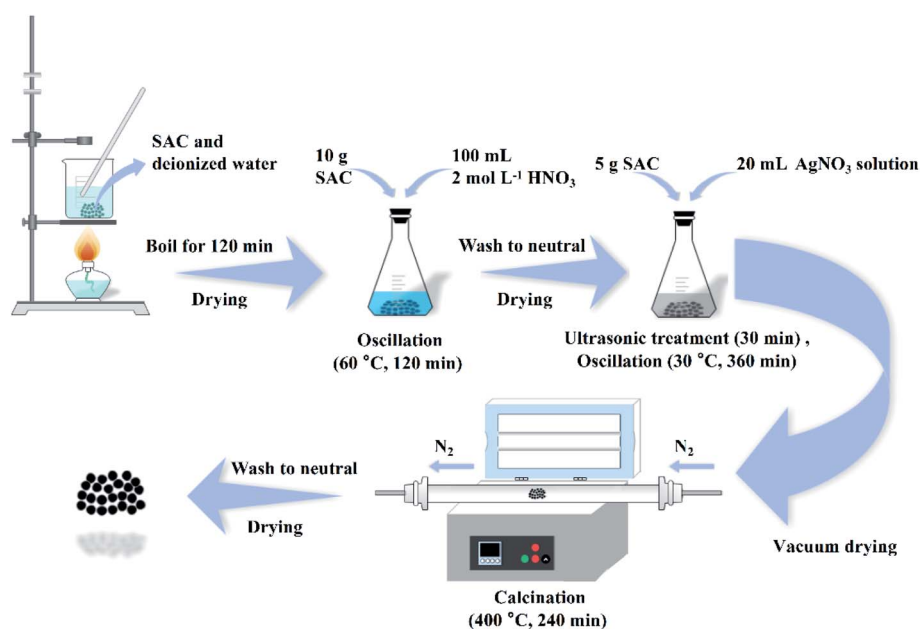 SAC and
deionized water
Boil for 120 min
Drying
10 g
SAC
100 mL
2 mol L⁻¹ HNO₃
Oscillation
(60 °C, 120 min)
Wash to neutral
Drying
5 g SAC
20 mL AgNO₃ solution
Ultrasonic treatment (30 min) ,
Oscillation (30 °C, 360 min)
Vacuum drying
N₂
N₂
Calcination
(400 °C, 240 min)
Wash to neutral
Drying